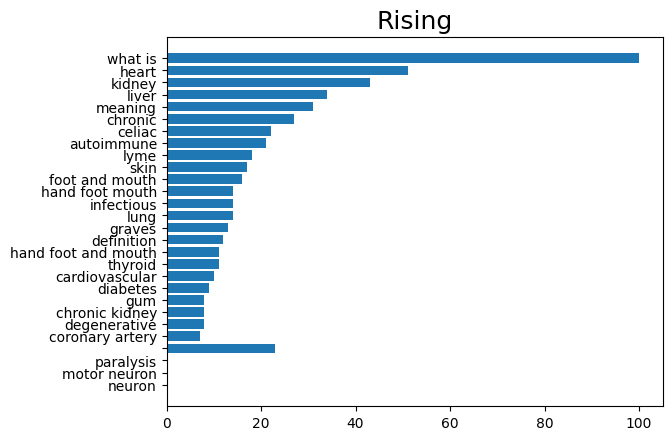 Rising
what is
heart
kidney
liver
meaning
chronic
celiac
autoimmune
lyme
skin
foot and mouth
hand foot mouth
infectious
lung
graves
definition
hand foot and mouth
thyroid
cardiovascular
diabetes
gum
chronic kidney
degenerative
coronary artery
paralysis
motor neuron
neuron
0 20 40 60 80 100